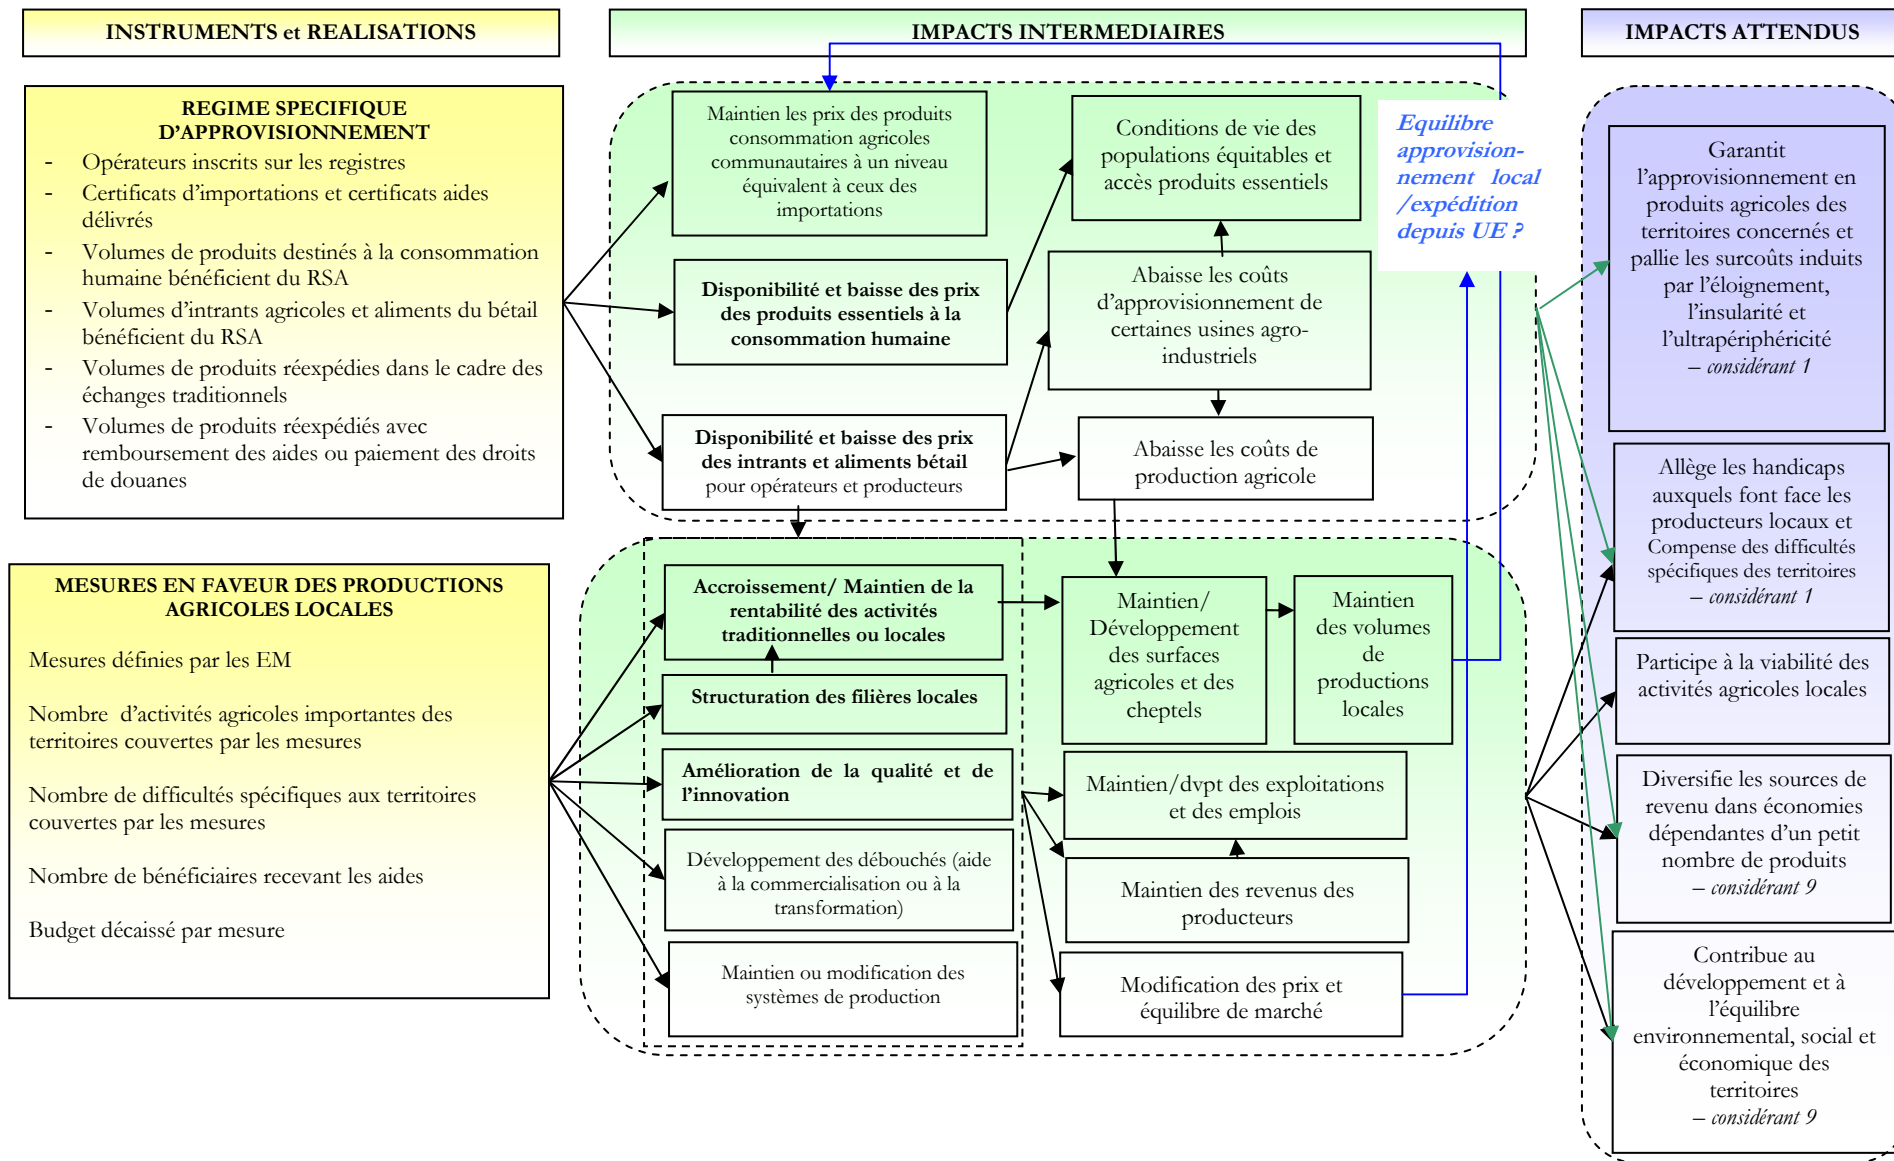 INSTRUMENTS et REALISATIONS
IMPACTS INTERMEDIAIRES
IMPACTS ATTENDUS
REGIME SPECIFIQUE
D'APPROVISIONNEMENT
- Opérateurs inscrits sur les registres
- Certificats d'importations et certificats aides
délivrés
- Volumes de produits destinés à la consommation
humaine bénéficient du RSA
- Volumes d'intrants agricoles et aliments du bétail
bénéficient du RSA
- Volumes de produits réexpédies dans le cadre des
échanges traditionnels
- Volumes de produits réexpédiés avec
remboursement des aides ou paiement des droits
de douanes
Maintien les prix des produits
consommation agricoles
communautaires à un niveau
équivalent à ceux des
importations
Disponibilité et baisse des prix
des produits essentiels à la
consommation humaine
Disponibilité et baisse des prix
des intrants et aliments bétail
pour opérateurs et producteurs
Conditions de vie des
populations équitables et
accès produits essentiels
Abaisse les coûts
d'approvisionnement de
certaines usines agro-
industriels
Abaisse les coûts de
production agricole
Equilibre
approvision-
nement local
/expédition
depuis UE ?
MESURES EN FAVEUR DES PRODUCTIONS
AGRICOLES LOCALES
Mesures définies par les EM
Nombre d'activités agricoles importantes des
territoires couvertes par les mesures
Nombre de difficultés spécifiques aux territoires
couvertes par les mesures
Nombre de bénéficiaires recevant les aides
Budget décaissé par mesure
Accroissement/ Maintien de la
rentabilité des activités
traditionnelles ou locales
Structuration des filières locales
Amélioration de la qualité et de
l'innovation
Développement des débouchés (aide
à la commercialisation ou à la
transformation)
Maintien ou modification des
systèmes de production
Maintien/
Développement
des surfaces
agricoles et des
cheptels
Maintien
des volumes
de
productions
locales
Maintien/dvpt des exploitations
et des emplois
Maintien des revenus des
producteurs
Modification des prix et
équilibre de marché
Garantit
l'approvisionnement en
produits agricoles des
territoires concernés et
pallie les surcoûts induits
par l'éloignement,
l'insularité et
l'ultrapériphéricité
– considérant 1
Allège les handicaps
auxquels font face les
producteurs locaux et
Compense des difficultés
spécifiques des territoires
– considérant 1
Participe à la viabilité des
activités agricoles locales
Diversifie les sources de
revenu dans économies
dépendantes d'un petit
nombre de produits
– considérant 9
Contribue au
développement et à
l'équilibre
environnemental, social et
économique des
territoires
– considérant 9